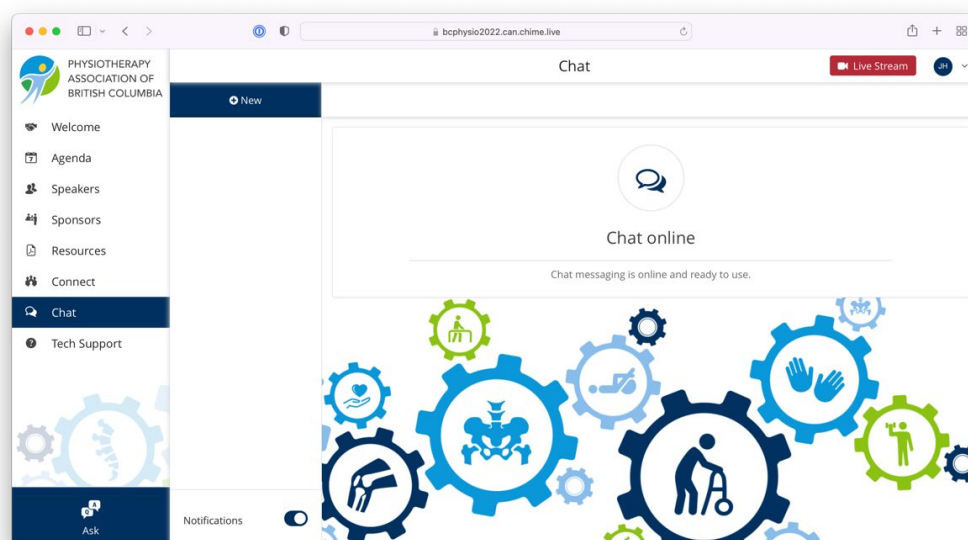 bcphysio2022.can.chime.live
PHYSIOTHERAPY
ASSOCIATION OF
BRITISH COLUMBIA
Chat
Live Stream
JH
New
Welcome
7
Agenda
Speakers
Sponsors
Resources
Connect
Chat
Tech Support
Chat online
Chat messaging is online and ready to use.
Q A
Ask
Notifications